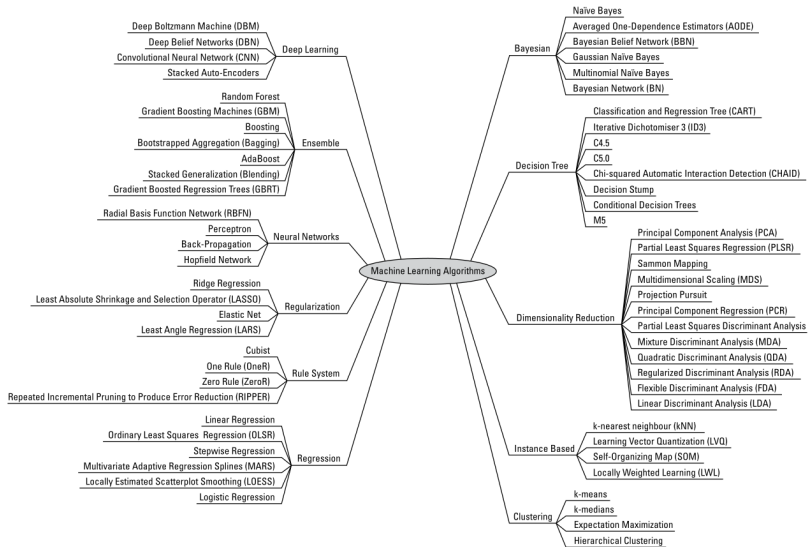 Deep Boltzmann Machine (DBM)
Deep Belief Networks (DBN)
Convolutional Neural Network (CNN)
Stacked Auto-Encoders
Deep Learning
Random Forest
Gradient Boosting Machines (GBM)
Boosting
Bootstrapped Aggregation (Bagging)
AdaBoost
Stacked Generalization (Blending)
Gradient Boosted Regression Trees (GBRT)
Ensemble
Radial Basis Function Network (RBFN)
Perceptron
Back-Propagation
Hopfield Network
Neural Networks
Ridge Regression
Least Absolute Shrinkage and Selection Operator (LASSO)
Elastic Net
Least Angle Regression (LARS)
Regularization
Cubist
One Rule (OneR)
Zero Rule (ZeroR)
Repeated Incremental Pruning to Produce Error Reduction (RIPPER)
Rule System
Linear Regression
Ordinary Least Squares Regression (OLSR)
Stepwise Regression
Multivariate Adaptive Regression Splines (MARS)
Locally Estimated Scatterplot Smoothing (LOESS)
Logistic Regression
Regression
Machine Learning Algorithms
Bayesian
Naïve Bayes
Averaged One-Dependence Estimators (AODE)
Bayesian Belief Network (BBN)
Gaussian Naïve Bayes
Multinomial Naïve Bayes
Bayesian Network (BN)
Decision Tree
Classification and Regression Tree (CART)
Iterative Dichotomiser 3 (ID3)
C4.5
C5.0
Chi-squared Automatic Interaction Detection (CHAID)
Decision Stump
Conditional Decision Trees
M5
Dimensionality Reduction
Principal Component Analysis (PCA)
Partial Least Squares Regression (PLSR)
Sammon Mapping
Multidimensional Scaling (MDS)
Projection Pursuit
Principal Component Regression (PCR)
Partial Least Squares Discriminant Analysis
Mixture Discriminant Analysis (MDA)
Quadratic Discriminant Analysis (QDA)
Regularized Discriminant Analysis (RDA)
Flexible Discriminant Analysis (FDA)
Linear Discriminant Analysis (LDA)
Instance Based
k-nearest neighbour (kNN)
Learning Vector Quantization (LVQ)
Self-Organizing Map (SOM)
Locally Weighted Learning (LWL)
Clustering
k-means
k-medians
Expectation Maximization
Hierarchical Clustering